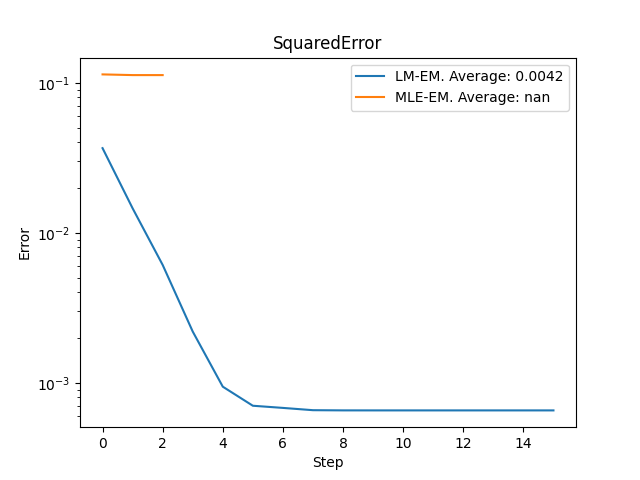 SquaredError
LM-EM. Average: 0.0042
MLE-EM. Average: nan
10⁻¹
10⁻²
10⁻³
Error
0 2 4 6 8 10 12 14
Step